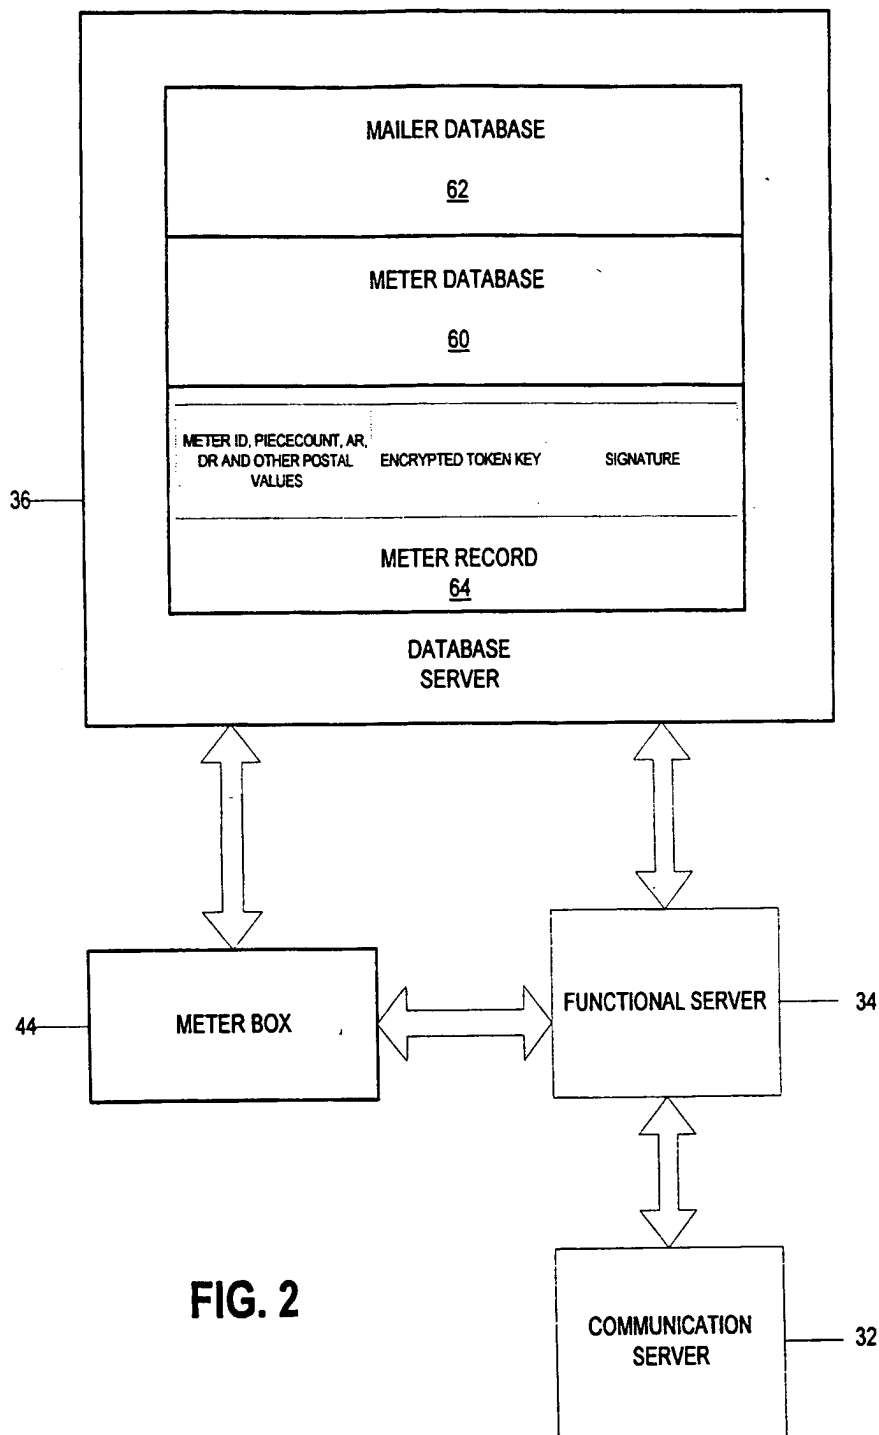 MAILER DATABASE
62
METER DATABASE
60
METER ID, PIECECOUNT, AR,
DR AND OTHER POSTAL
VALUES
ENCRYPTED TOKEN KEY
SIGNATURE
36
METER RECORD
64
DATABASE
SERVER
44
METER BOX
FUNCTIONAL SERVER
34
FIG. 2
COMMUNICATION
SERVER
32